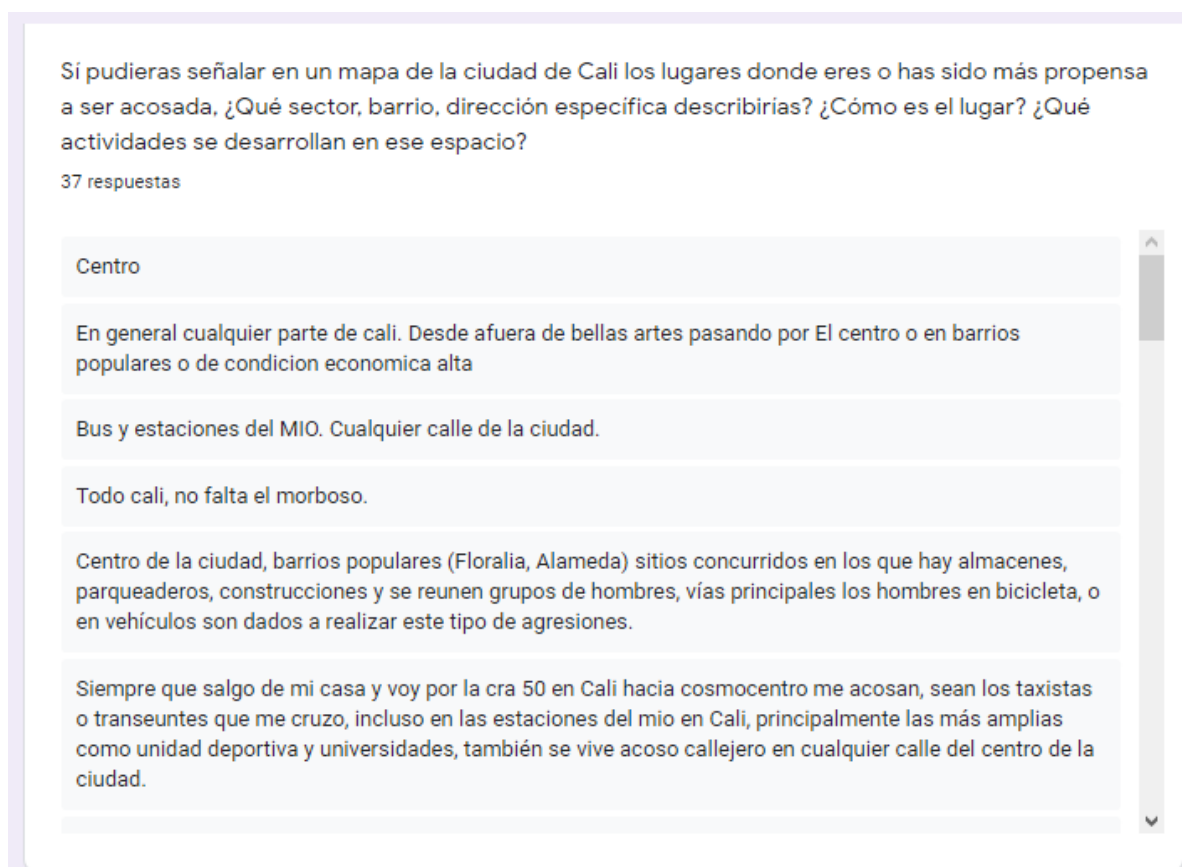 Sí pudieras señalar en un mapa de la ciudad de Cali los lugares donde eres o has sido más propensa
a ser acosada, ¿Qué sector, barrio, dirección específica describirías? ¿Cómo es el lugar? ¿Qué
actividades se desarrollan en ese espacio?
37 respuestas
Centro
En general cualquier parte de cali. Desde afuera de bellas artes pasando por El centro o en barrios
populares o de condicion economica alta
Bus y estaciones del MIO. Cualquier calle de la ciudad.
Todo cali, no falta el morboso.
Centro de la ciudad, barrios populares (Floralia, Alameda) sitios concurridos en los que hay almacenes,
parqueaderos, construcciones y se reunen grupos de hombres, vías principales los hombres en bicicleta, o
en vehículos son dados a realizar este tipo de agresiones.
Siempre que salgo de mi casa y voy por la cra 50 en Cali hacia cosmocentro me acosan, sean los taxistas
o transeuntes que me cruzo, incluso en las estaciones del mio en Cali, principalmente las más amplias
como unidad deportiva y universidades, también se vive acoso callejero en cualquier calle del centro de la
ciudad.